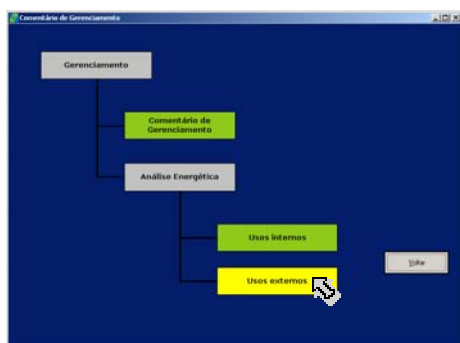 Comentário de Gerenciamento
Gerenciamento
Comentário de
Gerenciamento
Análise Energética
Usos internos
Voltar
Usos externos